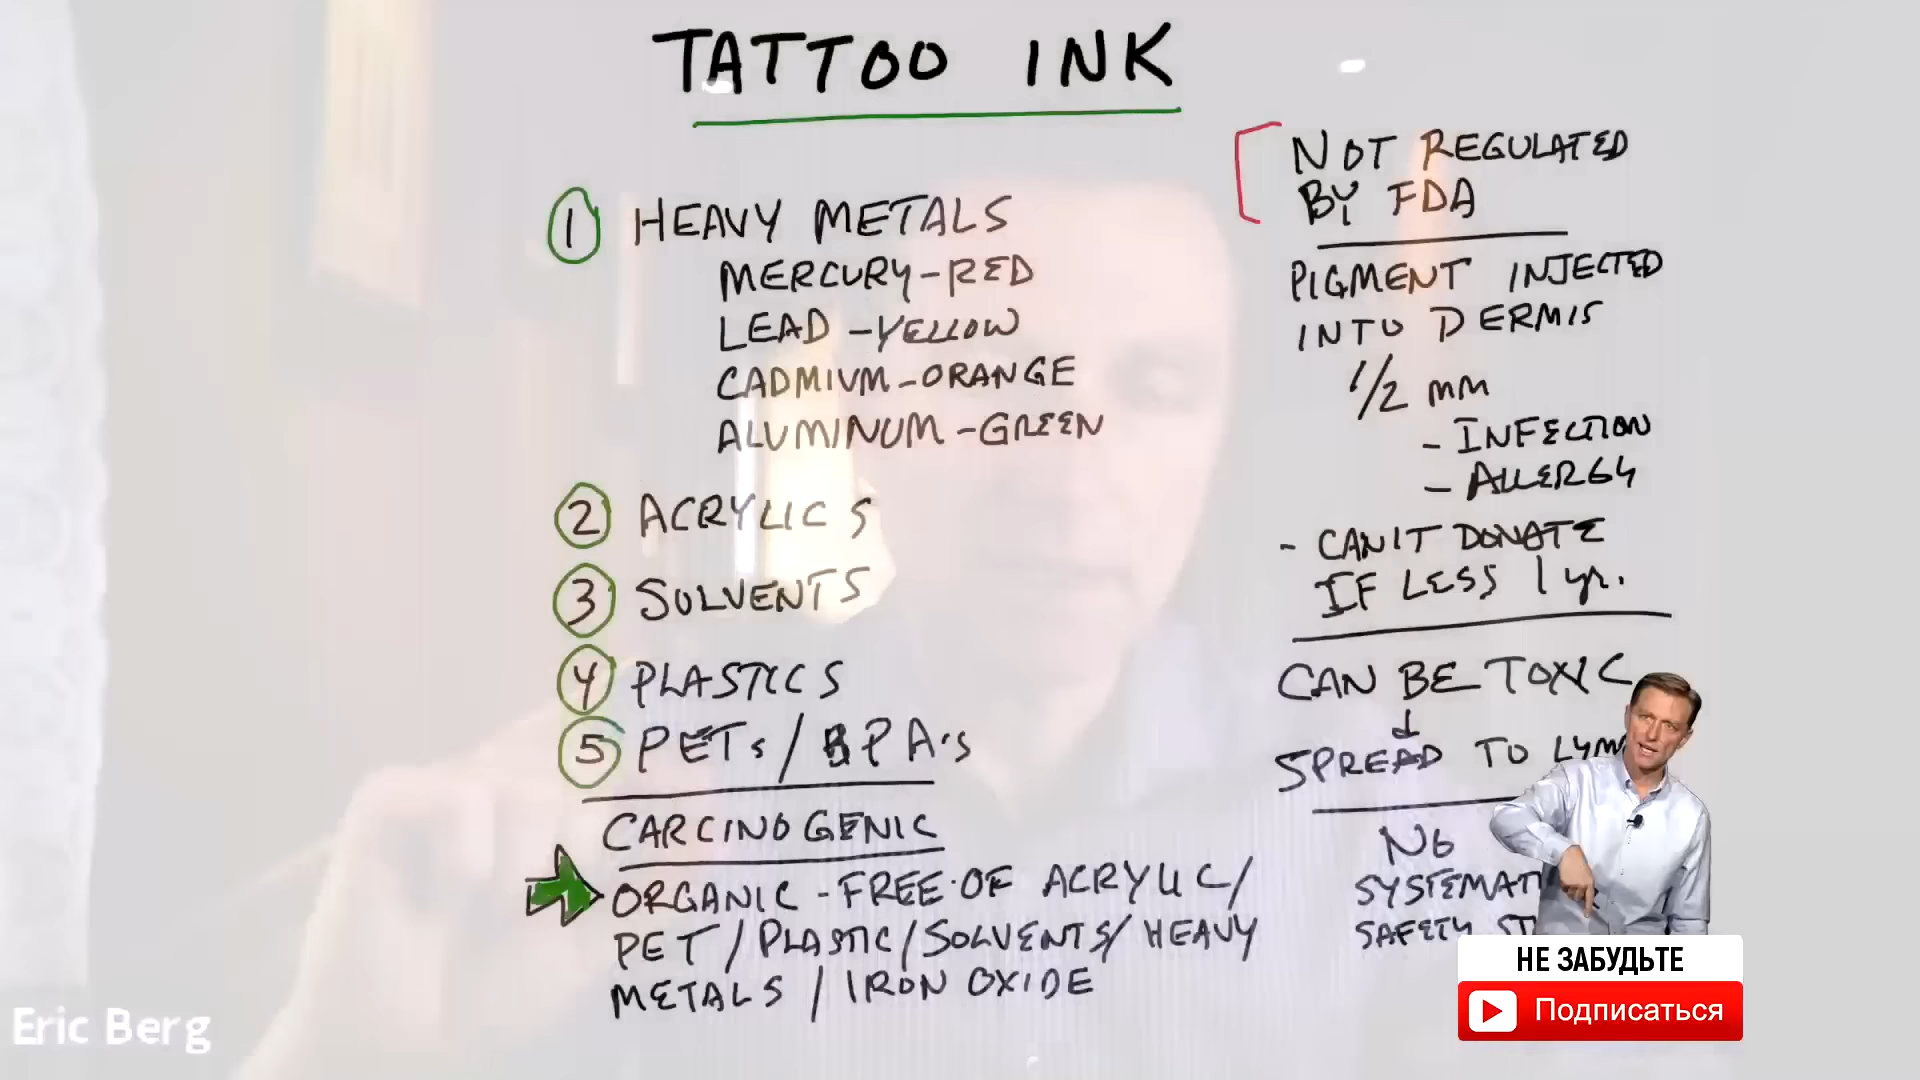 TATTOO INK
1 HEAVY METALS
MERCURY-RED
LEAD-YELLOW
CADMIUM-ORANGE
ALUMINUM-GREEN
2 ACRYLICS
3 SOLVENTS
4 PLASTICS
5 PETs/BPA's
CARCINOGENIC
ORGANIC-FREE OF ACRYLIC/
PET/PLASTIC/SOLVENTS/HEAVY
METALS/IRON OXIDE
NOT REGULATED
BY FDA
PIGMENT INJECTED
INTO DERMIS
1/2 mm
- INFECTION
- ALLERGY
- CAN'T DONATE
IF LESS 1 yr.
CAN BE TOXIC
SPREAD TO
NO
SAFETY
НЕ ЗАБУДЬТЕ
Подписаться
Eric Berg